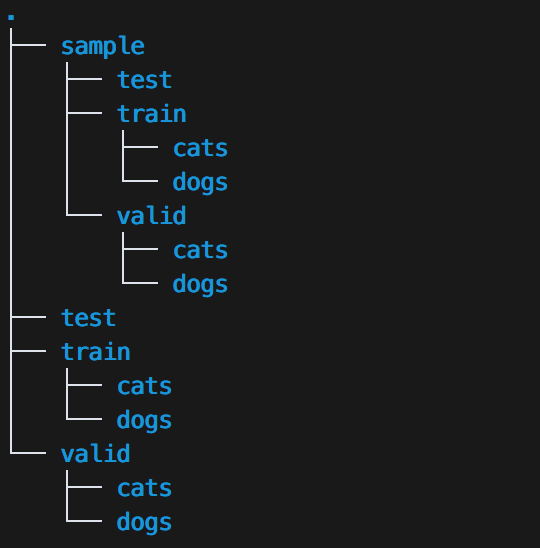 .
├── sample
│   ├── test
│   ├── train
│   │   ├── cats
│   │   └── dogs
│   └── valid
│       ├── cats
│       └── dogs
├── test
├── train
│   ├── cats
│   └── dogs
└── valid
    ├── cats
    └── dogs